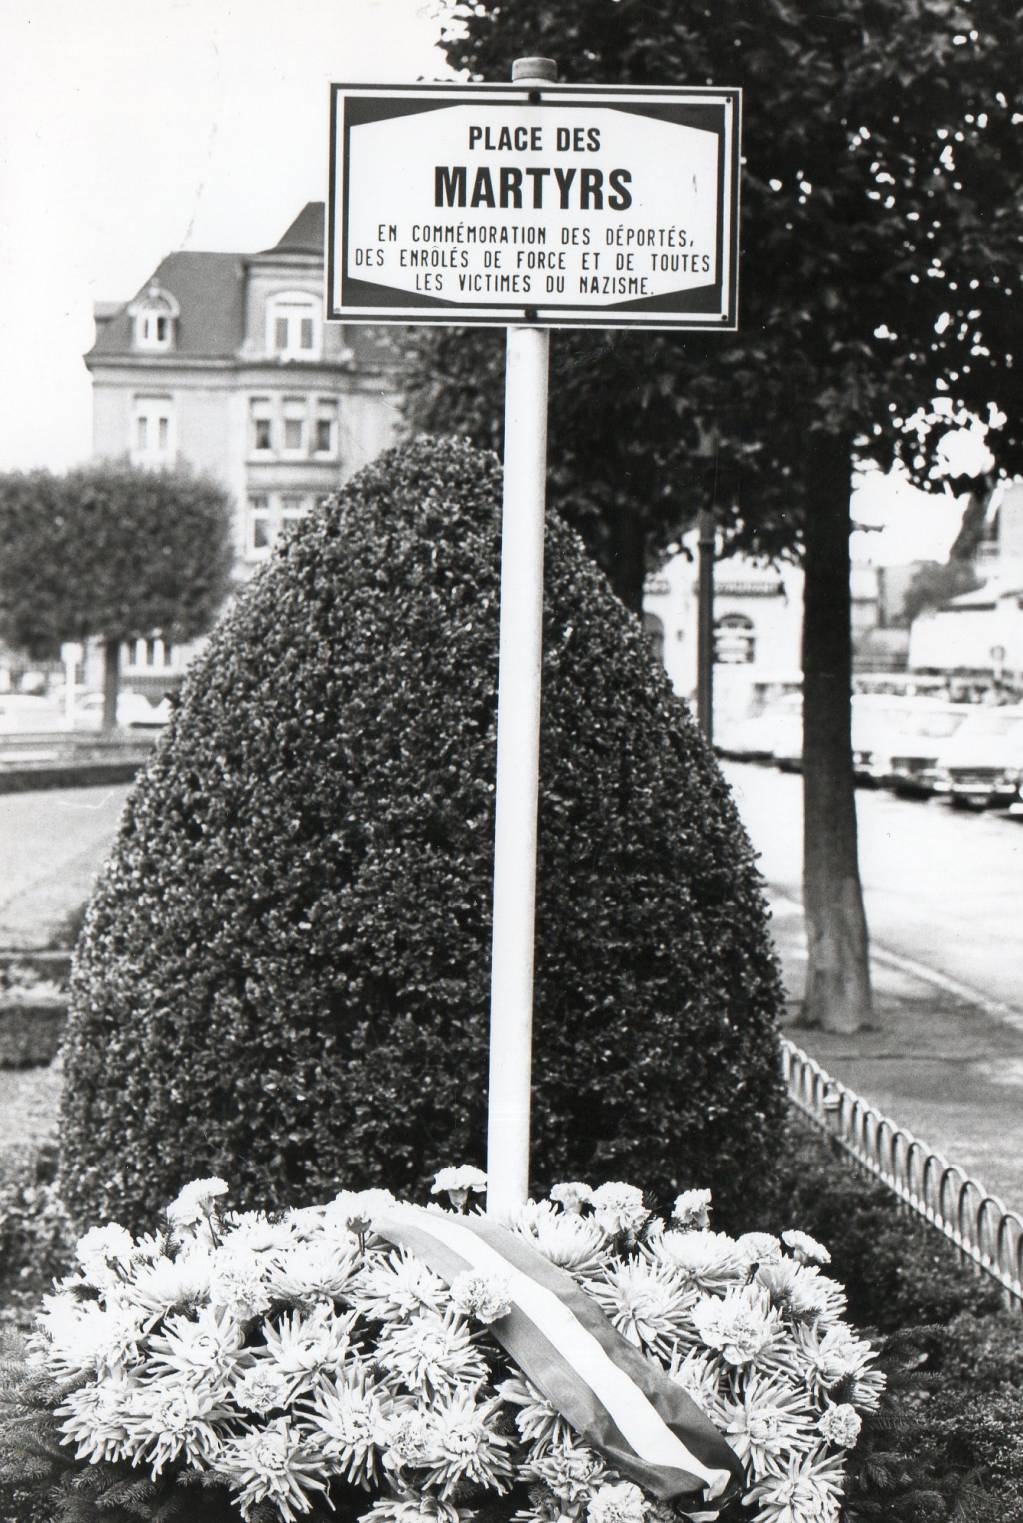 PLACE DES
MARTYRS
EN COMMÉMORATION DES DÉPORTÉS,
DES ENRÔLÉS DE FORCE ET DE TOUTES
LES VICTIMES DU NAZISME.